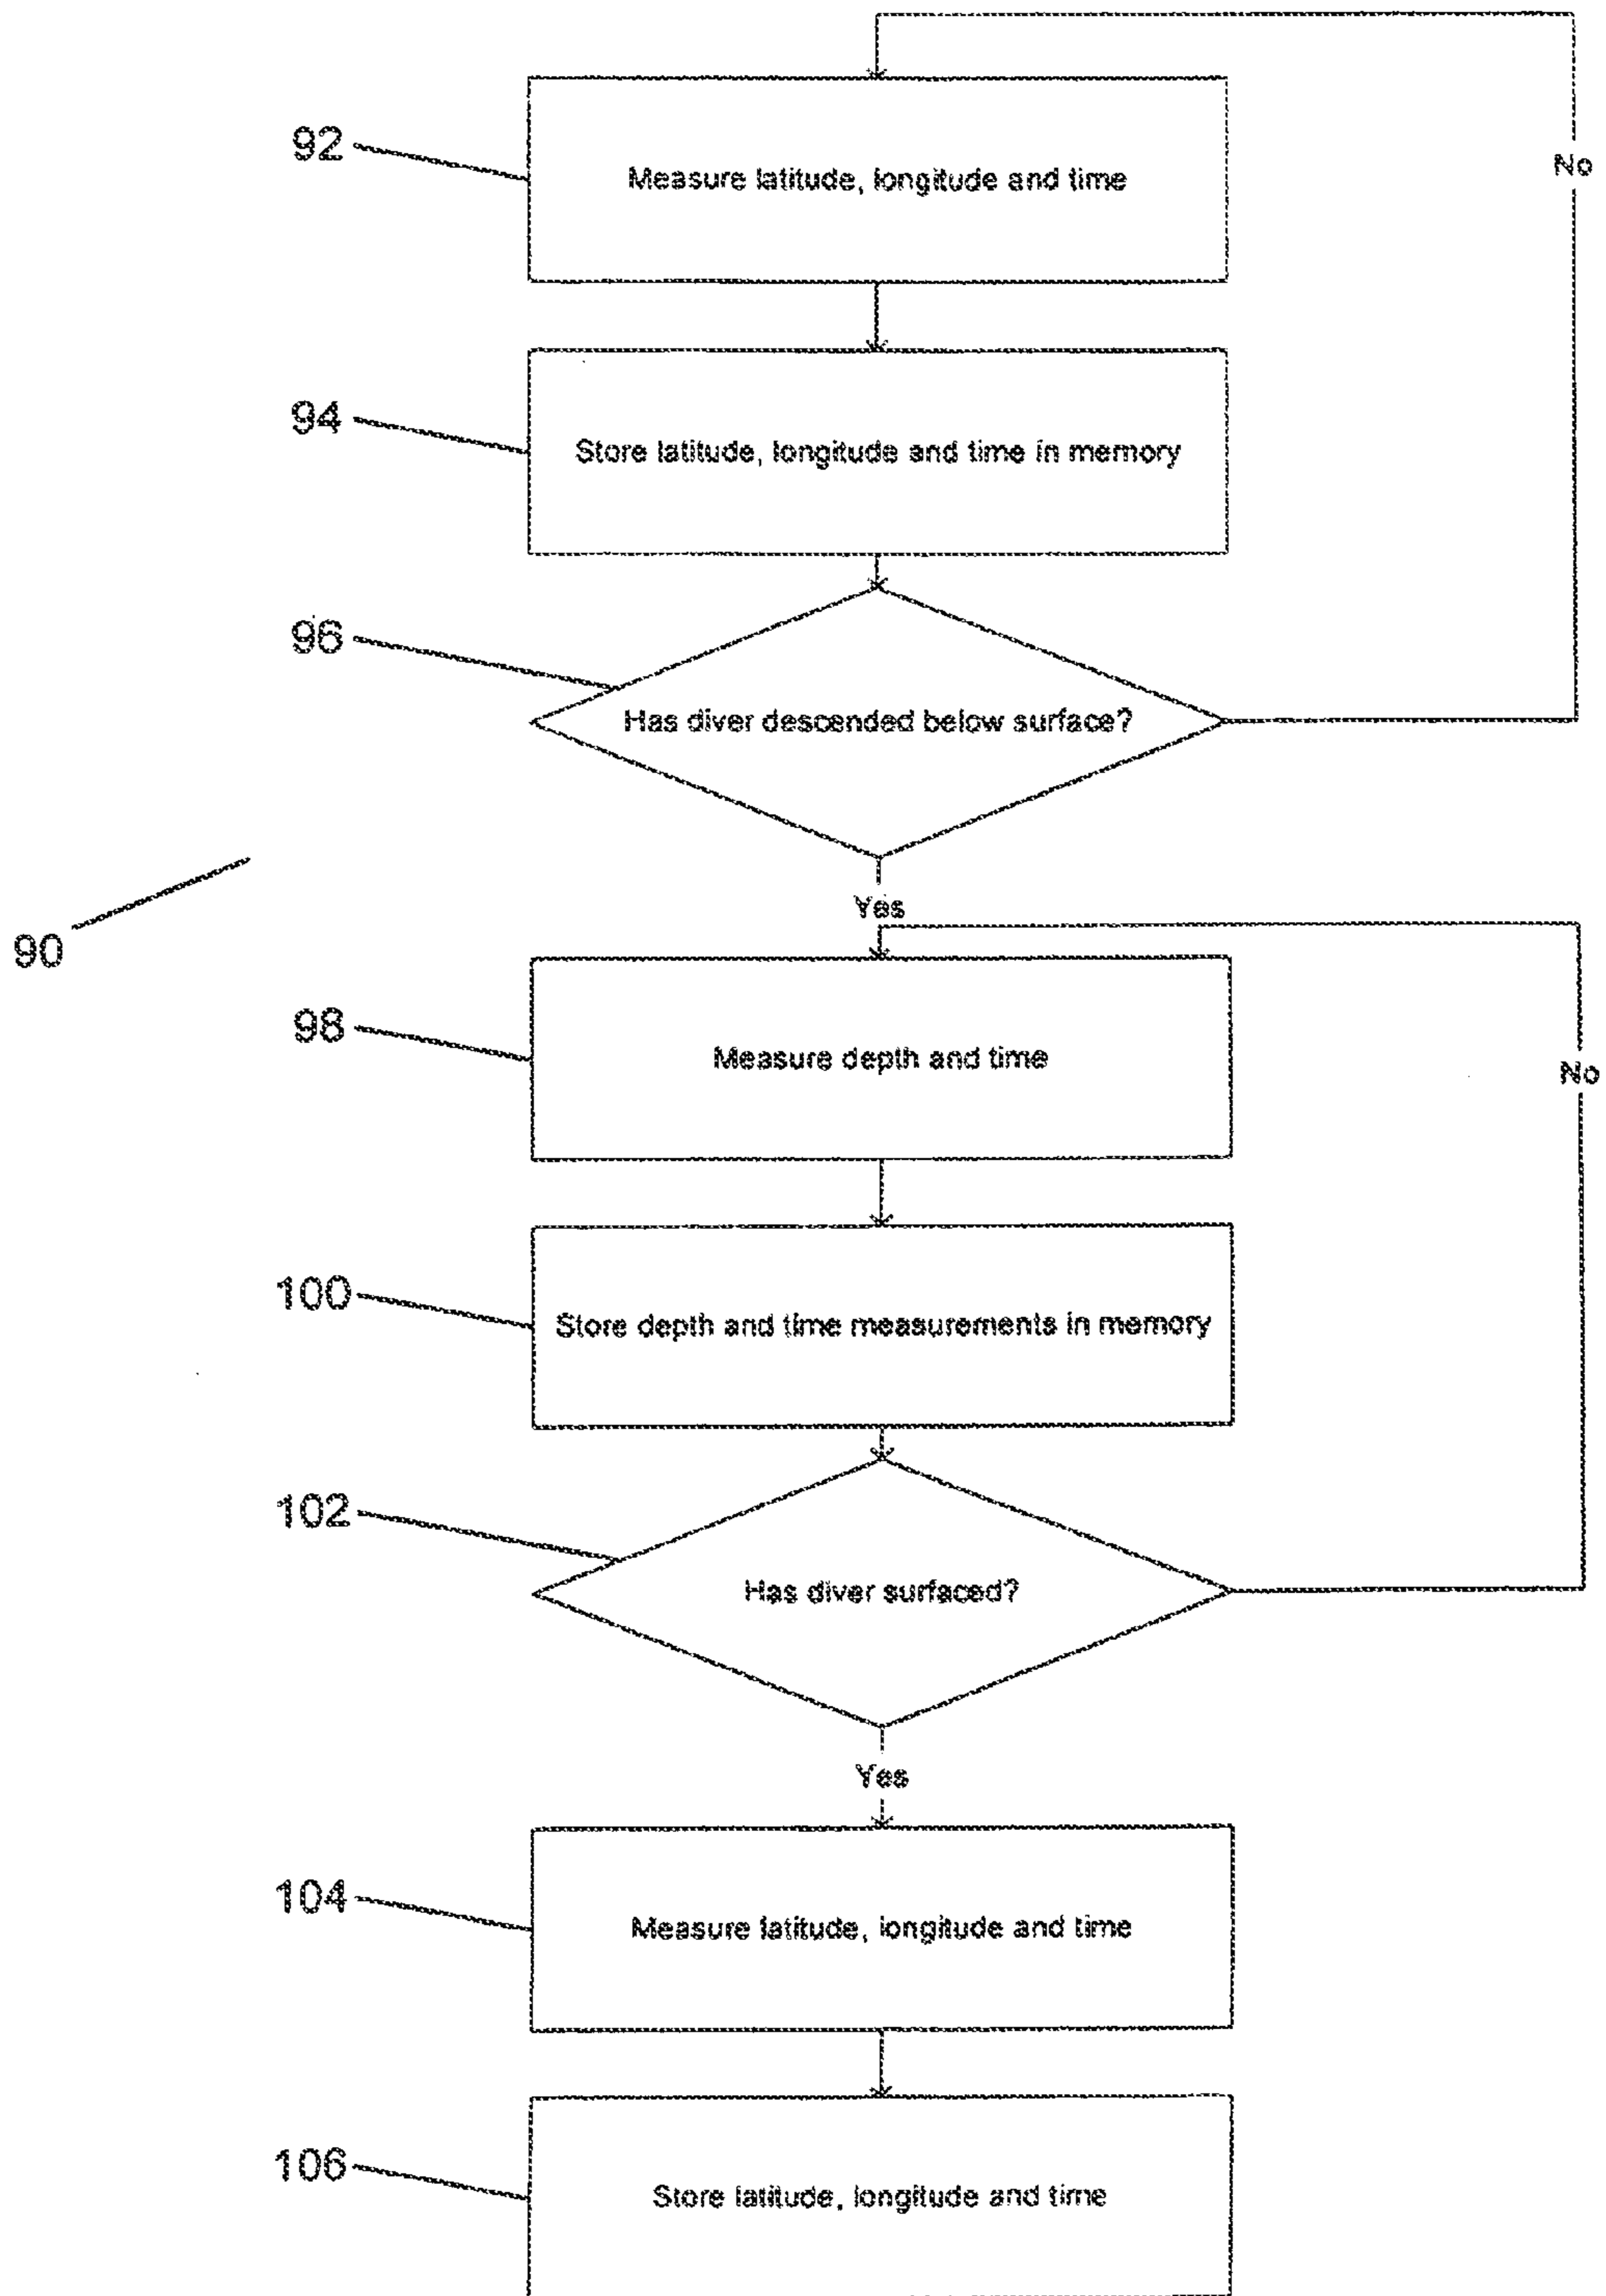 92
Measure latitude, longitude and time
No
94
Store latitude, longitude and time in memory
96
Has diver descended below surface?
Yes
90
98
Measure depth and time
No
100
Store depth and time measurements in memory
102
Has diver surfaced?
Yes
104
Measure latitude, longitude and time
106
Store latitude, longitude and time